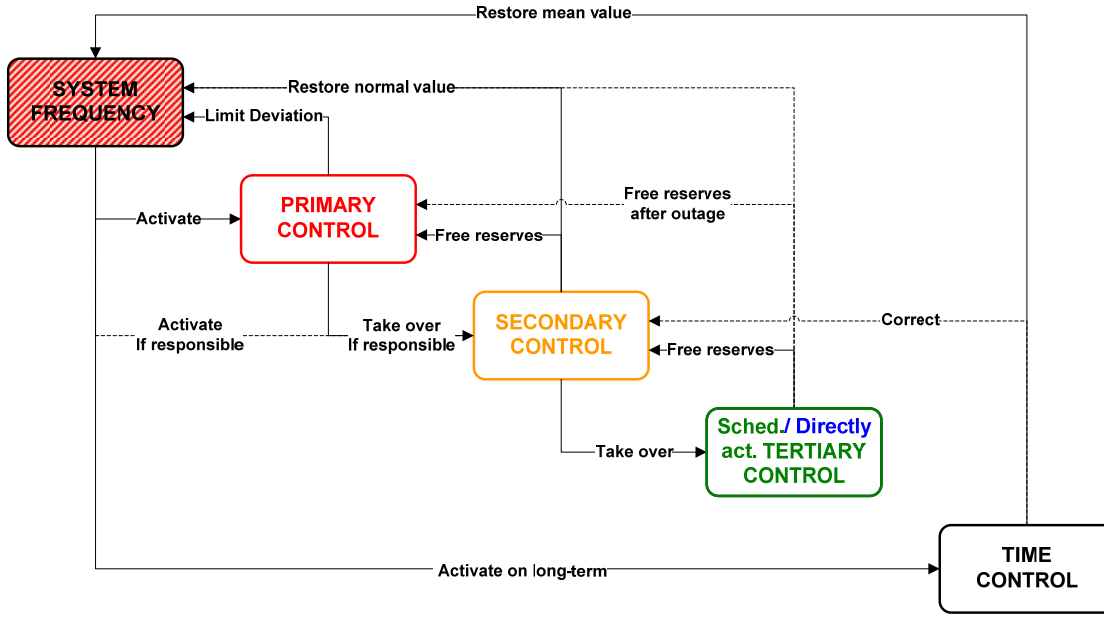 Restore mean value
SYSTEM
FREQUENCY
Restore normal value
Limit Deviation
PRIMARY
CONTROL
Free reserves
after outage
Activate
Free reserves
SECONDARY
CONTROL
Activate
If responsible
Take over
If responsible
Correct
Free reserves
Sched./ Directly
act. TERTIARY
CONTROL
Take over
TIME
CONTROL
Activate on long-term